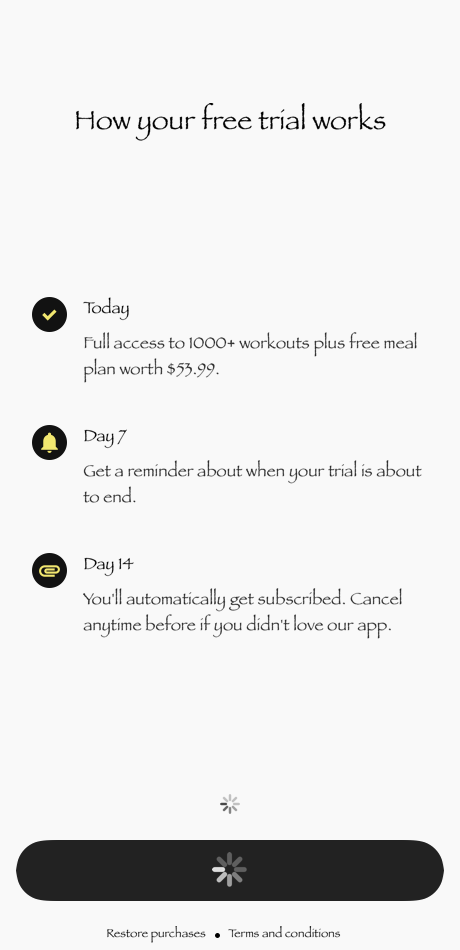 How your free trial works
Today
Full access to 1000+ workouts plus free meal
plan worth $53.99.
Day 7
Get a reminder about when your trial is about
to end.
Day 14
You'll automatically get subscribed. Cancel
anytime before if you didn't love our app.
Restore purchases • Terms and conditions